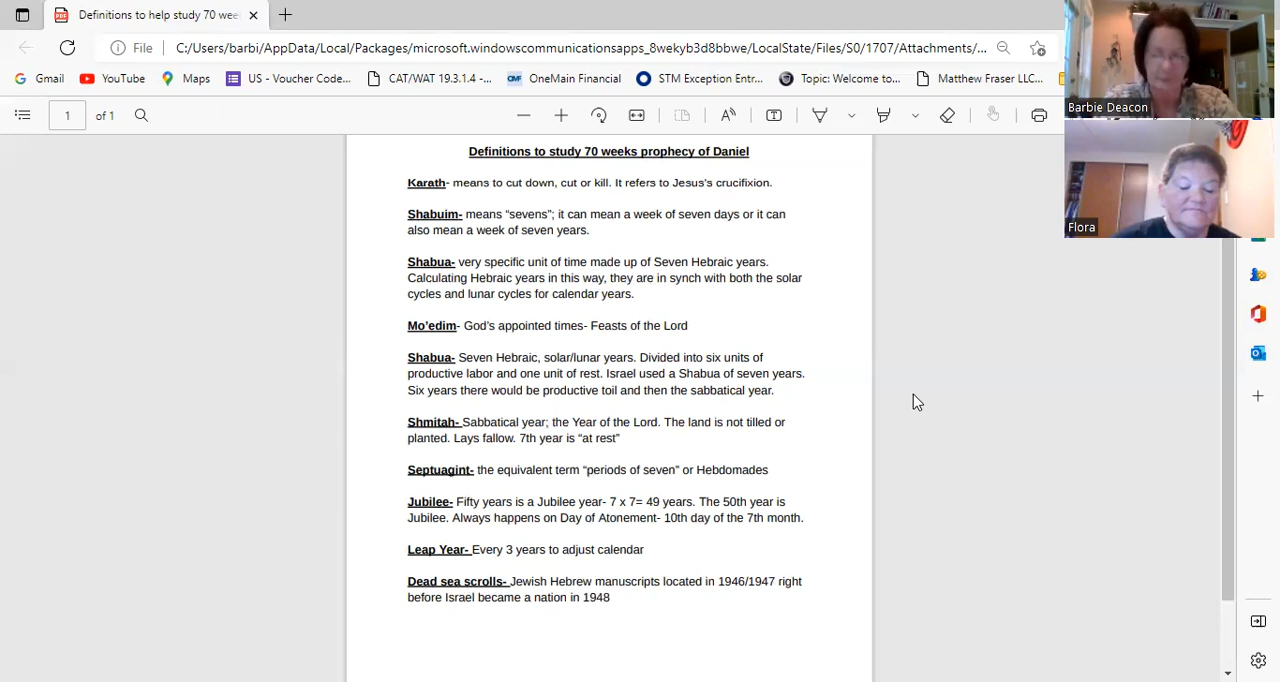 Definitions to help study 70 wee
File
C:/Users/barbi/AppData/Local/Packages/microsoft.windowscommunicationsapps_8wekyb3d8bbwe/LocalState/Files/S0/1707/Attachments/...
Gmail
YouTube
Maps
US - Voucher Code...
CAT/WAT 19.3.1.4 -...
OneMain Financial
STM Exception Entr...
Topic: Welcome to...
Matthew Fraser LLC...
1 of 1
Barbie Deacon
Flora
Definitions to study 70 weeks prophecy of Daniel
Karath- means to cut down, cut or kill. It refers to Jesus's crucifixion.
Shabuim- means “sevens”; it can mean a week of seven days or it can
also mean a week of seven years.
Shabua- very specific unit of time made up of Seven Hebraic years.
Calculating Hebraic years in this way, they are in synch with both the solar
cycles and lunar cycles for calendar years.
Mo’edim- God’s appointed times- Feasts of the Lord
Shabua- Seven Hebraic, solar/lunar years. Divided into six units of
productive labor and one unit of rest. Israel used a Shabua of seven years.
Six years there would be productive toil and then the sabbatical year.
Shmitah- Sabbatical year; the Year of the Lord. The land is not tilled or
planted. Lays fallow. 7th year is “at rest”
Septuagint- the equivalent term “periods of seven” or Hebdomades
Jubilee- Fifty years is a Jubilee year- 7 x 7= 49 years. The 50th year is
Jubilee. Always happens on Day of Atonement- 10th day of the 7th month.
Leap Year- Every 3 years to adjust calendar
Dead sea scrolls- Jewish Hebrew manuscripts located in 1946/1947 right
before Israel became a nation in 1948